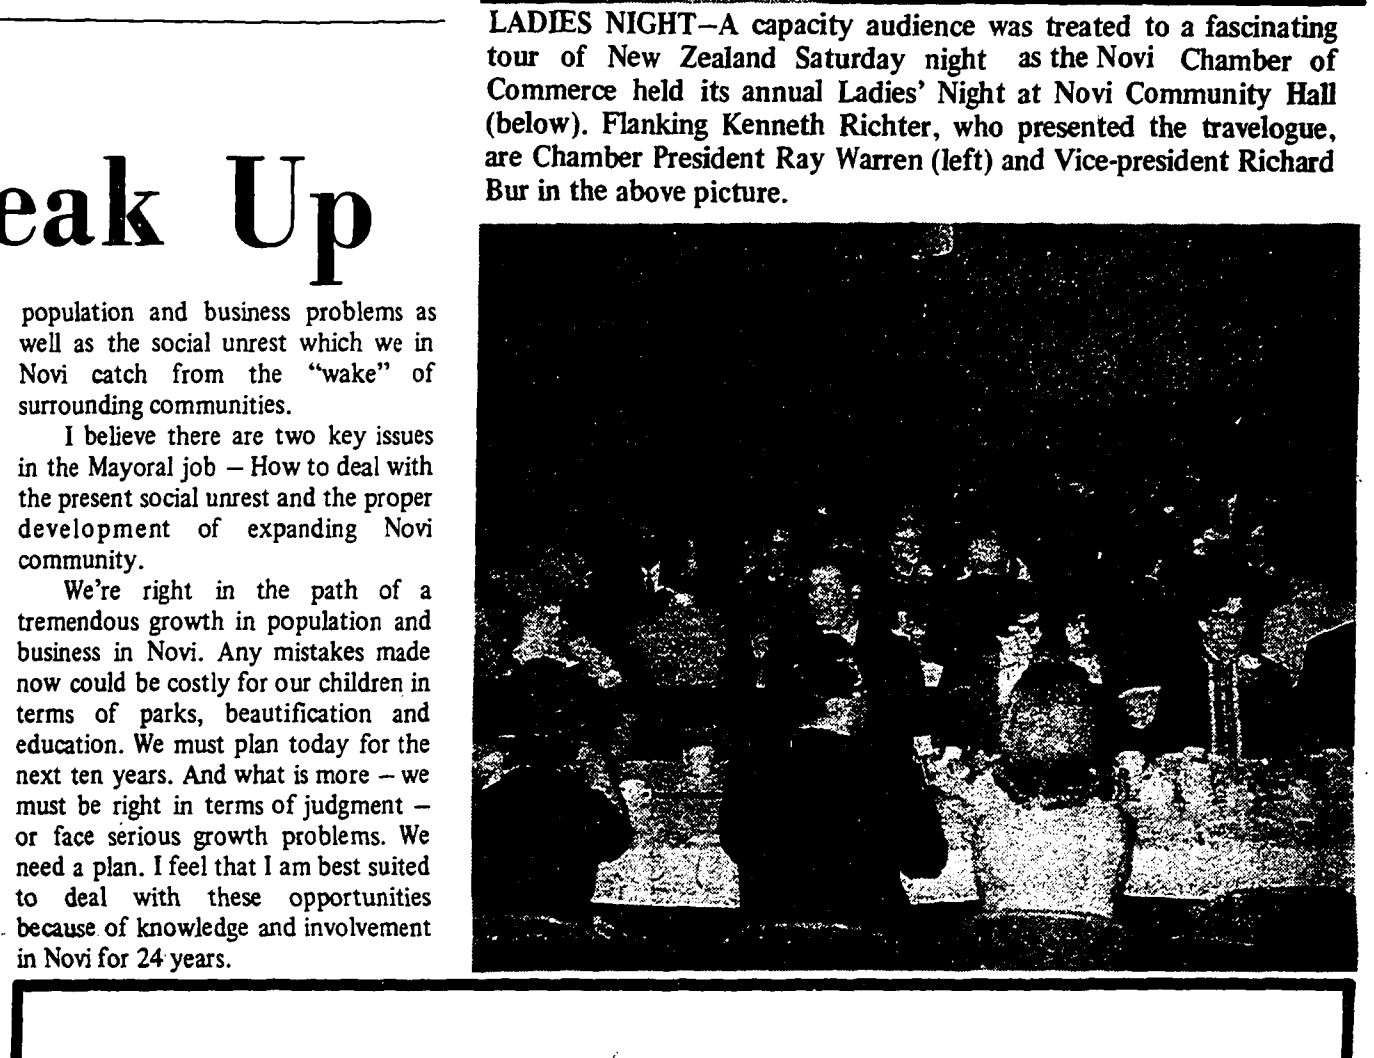 LADIES NIGHT—A capacity audience was treated to a fascinating
tour of New Zealand Saturday night as the Novi Chamber of
Commerce held its annual Ladies' Night at Novi Community Hall
(below). Flanking Kenneth Richter, who presented the travelogue,
are Chamber President Ray Warren (left) and Vice-president Richard
Bur in the above picture.
eak Up
population and business problems as
well as the social unrest which we in
Novi catch from the “wake” of
surrounding communities.
I believe there are two key issues
in the Mayoral job — How to deal with
the present social unrest and the proper
development of expanding Novi
community.
We're right in the path of a
tremendous growth in population and
business in Novi. Any mistakes made
now could be costly for our children in
terms of parks, beautification and
education. We must plan today for the
next ten years. And what is more — we
must be right in terms of judgment —
or face serious growth problems. We
need a plan. I feel that I am best suited
to deal with these opportunities
because of knowledge and involvement
in Novi for 24 years.